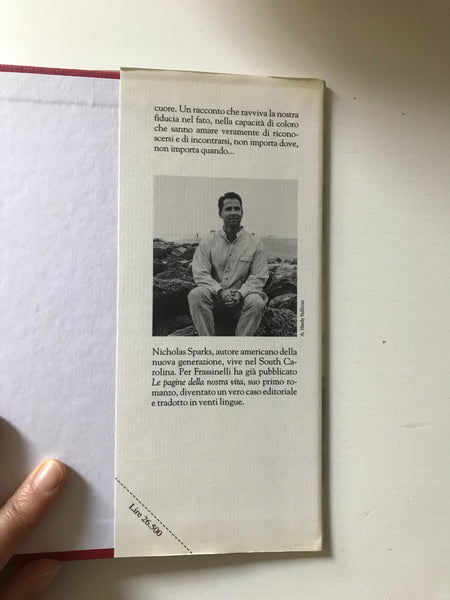 cuore. Un racconto che ravviva la nostra
fiducia nel fato, nella capacità di coloro
che sanno amare veramente di ricono-
scersi e di incontrarsi, non importa dove,
non importa quando...
A. Hardy Bullivan
Nicholas Sparks, autore americano della
nuova generazione, vive nel South Ca-
rolina. Per Frassinelli ha già pubblicato
Le pagine della nostra vita, suo primo ro-
manzo, diventato un vero caso editoriale
e tradotto in venti lingue.
Lire 26.500